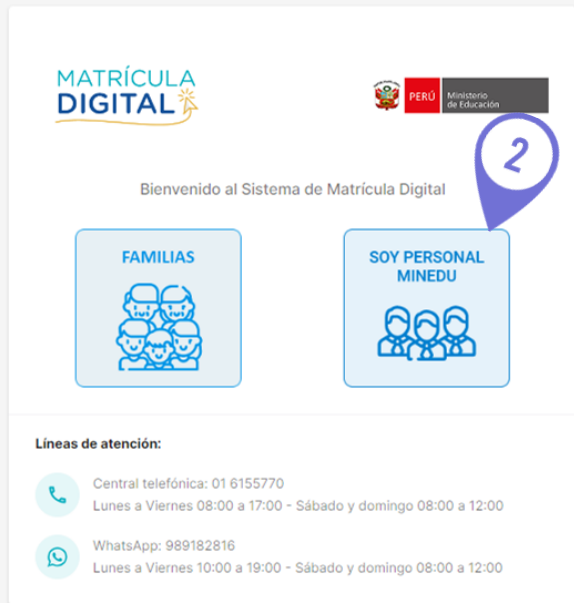 MATRÍCULA
DIGITAL
PERÚ
Ministerio
de Educación
2
Bienvenido al Sistema de Matrícula Digital
FAMILIAS
SOY PERSONAL
MINEDU
Líneas de atención:
Central telefónica: 01 6155770
Lunes a Viernes 08:00 a 17:00 - Sábado y domingo 08:00 a 12:00
WhatsApp: 989182816
Lunes a Viernes 10:00 a 19:00 - Sábado y domingo 08:00 a 12:00